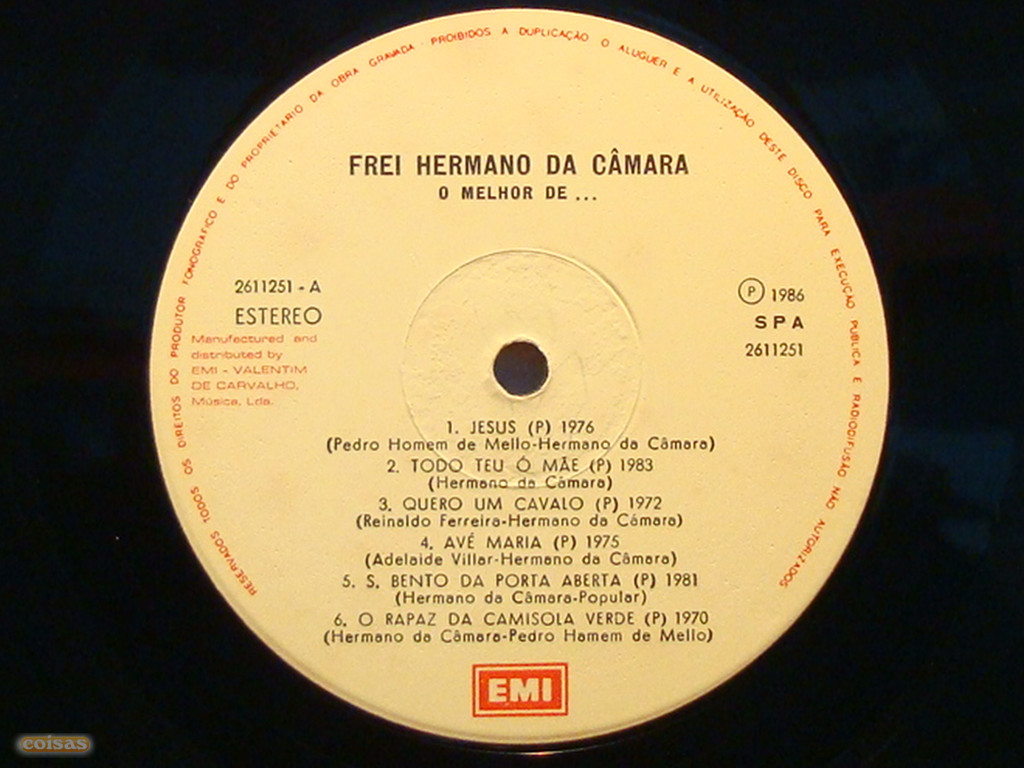 RESERVADOS TODOS OS DIREITOS DO PRODUTOR FONOGRAFICO E DO PROPRIETARIO DA OBRA GRAVADA · PROIBIDOS A DUPLICAÇÃO O ALUGUER E A UTILIZAÇÃO DESTE DISCO PARA EXECUÇAO PUBLICA E RADIODIFUSÃO NÃO AUTORIZADOS
FREI HERMANO DA CÂMARA
O MELHOR DE ...
2611251 - A
ESTEREO
Manufactured and
distributed by
EMI - VALENTIM
DE CARVALHO,
Música, Lda.
Ⓟ 1986
SPA
2611251
1. JESUS (P) 1976
(Pedro Homem de Mello-Hermano da Câmara)
2. TODO TEU Ó MÃE (P) 1983
(Hermano da Câmara)
3. QUERO UM CAVALO (P) 1972
(Reinaldo Ferreira-Hermano da Câmara)
4. AVÉ MARIA (P) 1975
(Adelaide Villar-Hermano da Câmara)
5. S. BENTO DA PORTA ABERTA (P) 1981
(Hermano da Câmara-Popular)
6. O RAPAZ DA CAMISOLA VERDE (P) 1970
(Hermano da Câmara-Pedro Hamem de Mello)
EMI
coisas